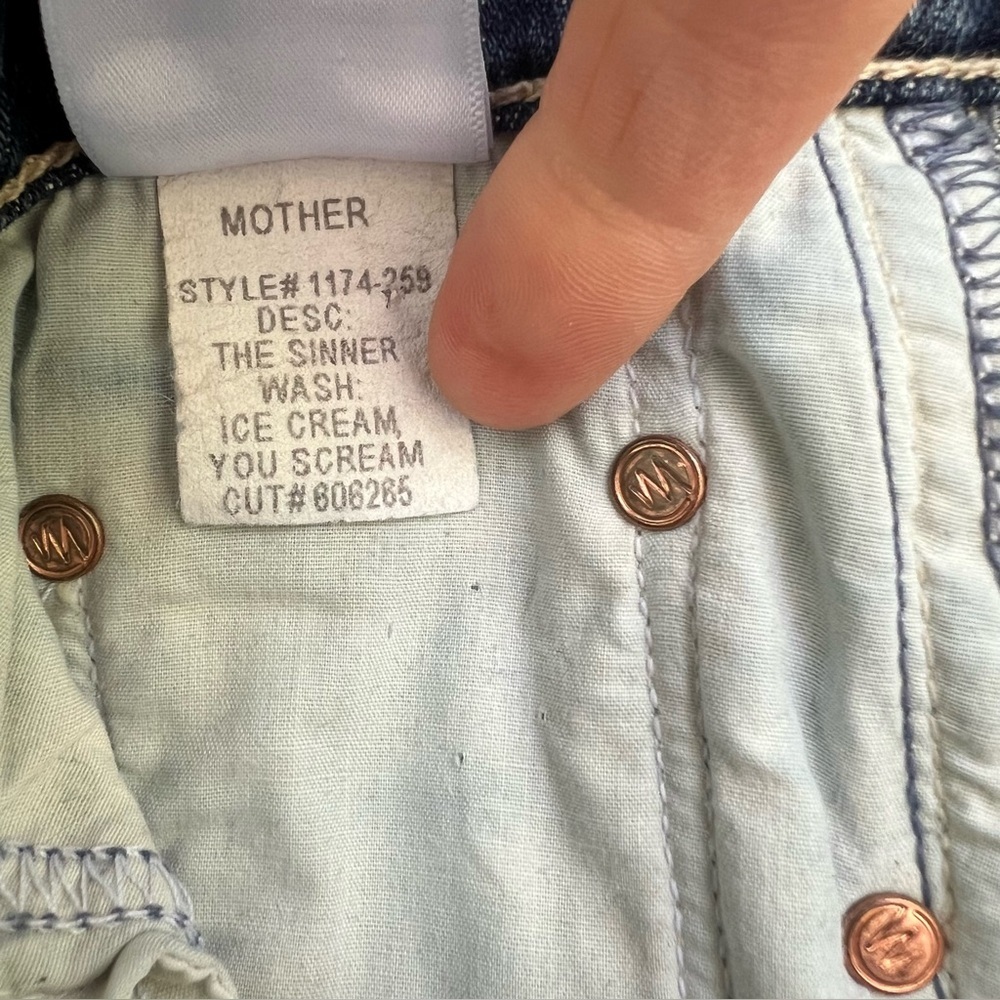 MOTHER
STYLE# 1174-259
DESC:
THE SINNER
WASH:
ICE CREAM,
YOU SCREAM
CUT# 606265